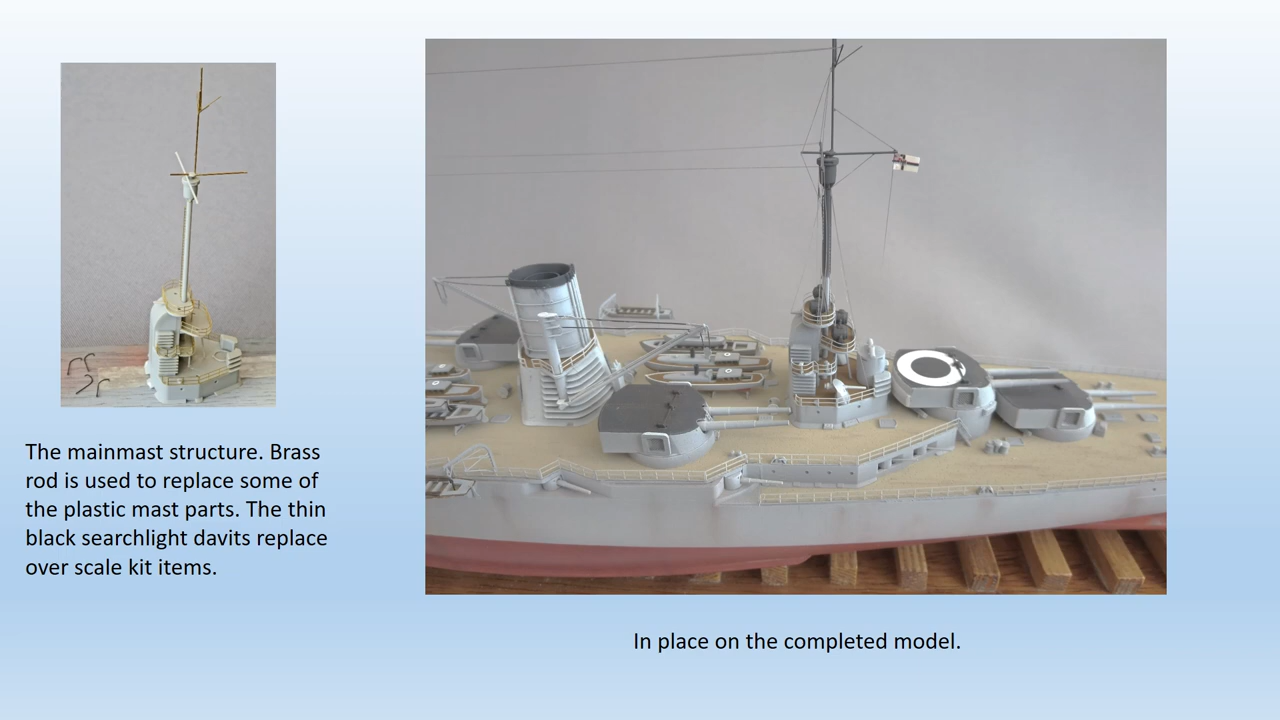 The mainmast structure. Brass
rod is used to replace some of
the plastic mast parts. The thin
black searchlight davits replace
over scale kit items.
In place on the completed model.